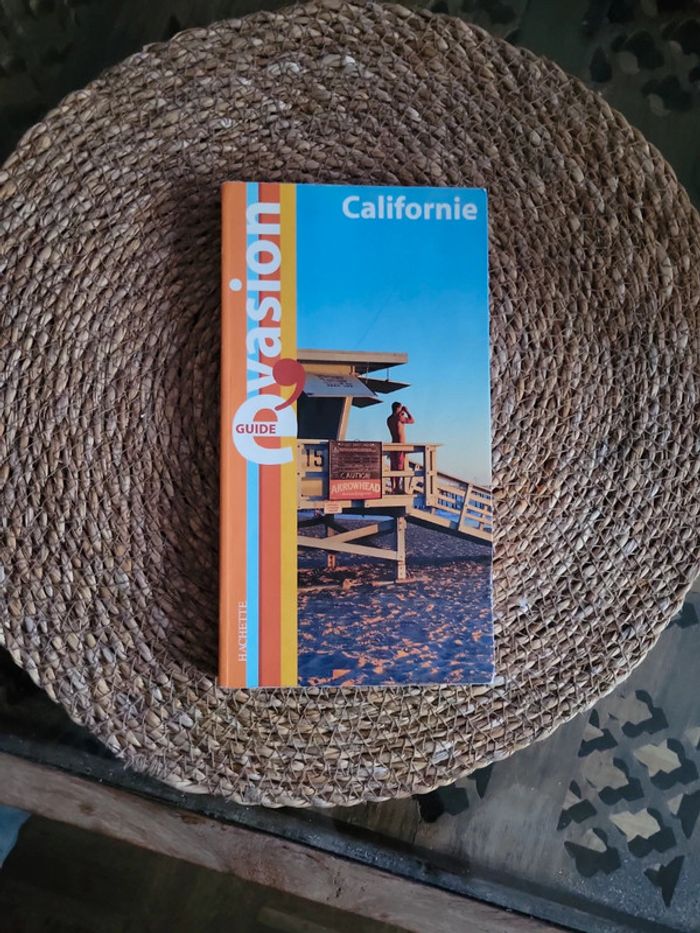 Californie
évasion
GUIDE
15
CAUTION
ARROWHEAD
HACHETTE